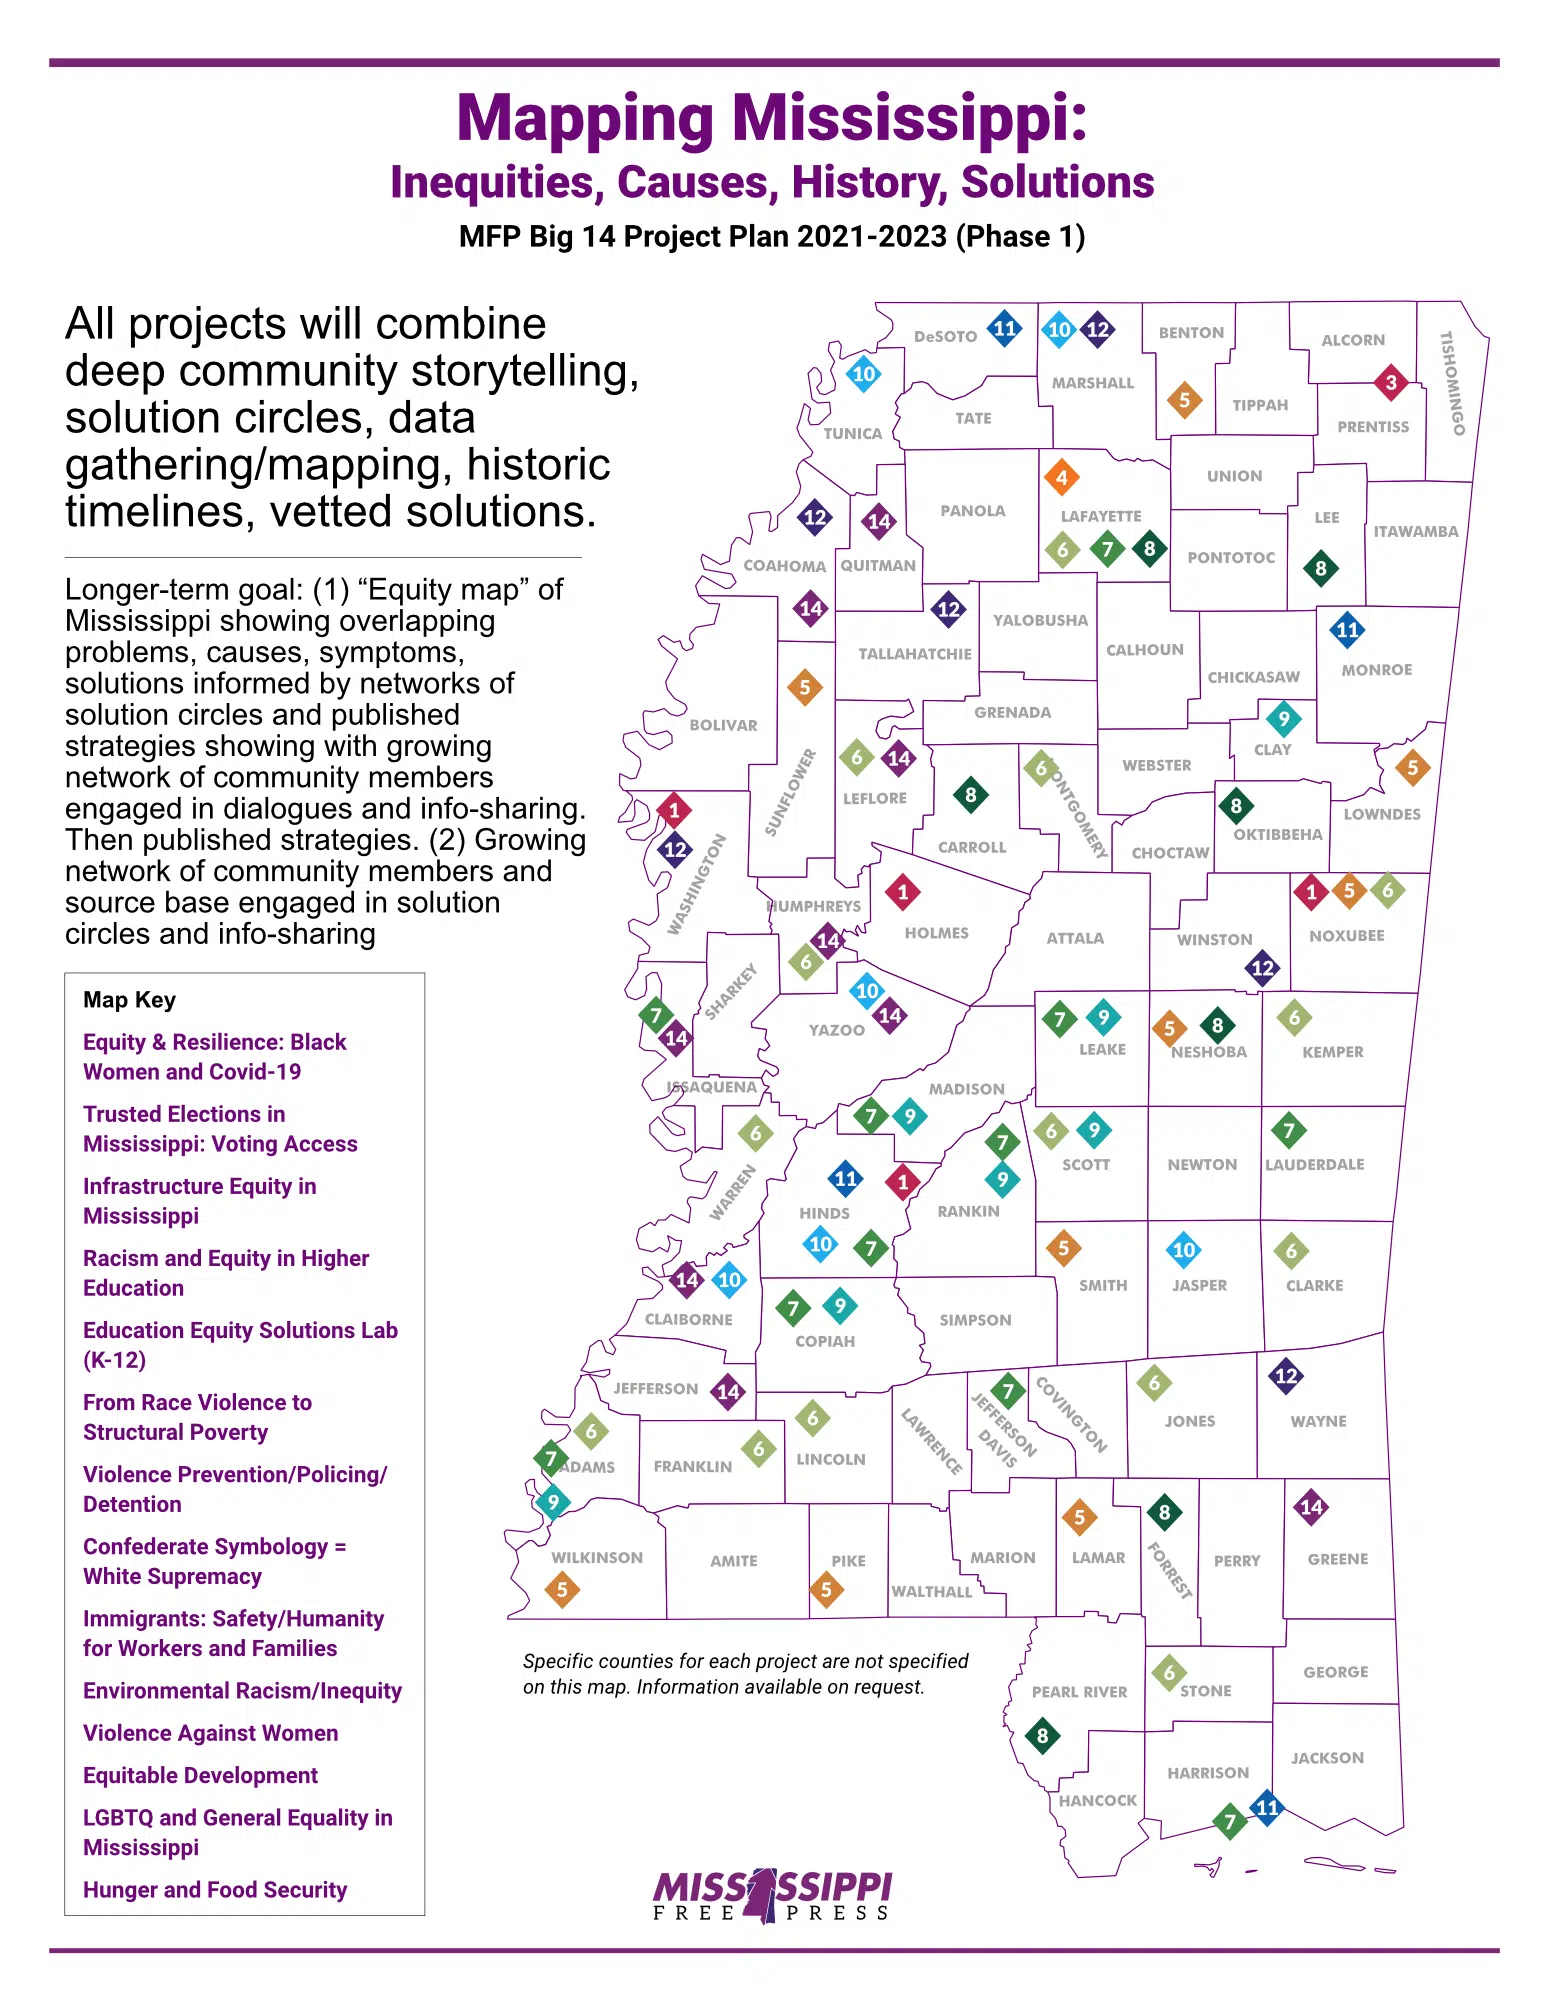 Mapping Mississippi:
Inequities, Causes, History, Solutions
MFP Big 14 Project Plan 2021-2023 (Phase 1)
All projects will combine
deep community storytelling,
solution circles, data
gathering/mapping, historic
timelines, vetted solutions.
Longer-term goal: (1) “Equity map” of
Mississippi showing overlapping
problems, causes, symptoms,
solutions informed by networks of
solution circles and published
strategies showing with growing
network of community members
engaged in dialogues and info-sharing.
Then published strategies. (2) Growing
network of community members and
source base engaged in solution
circles and info-sharing
Map Key
Equity & Resilience: Black
Women and Covid-19
Trusted Elections in
Mississippi: Voting Access
Infrastructure Equity in
Mississippi
Racism and Equity in Higher
Education
Education Equity Solutions Lab
(K-12)
From Race Violence to
Structural Poverty
Violence Prevention/Policing/
Detention
Confederate Symbology =
White Supremacy
Immigrants: Safety/Humanity
for Workers and Families
Environmental Racism/Inequity
Violence Against Women
Equitable Development
LGBTQ and General Equality in
Mississippi
Hunger and Food Security
DeSOTO 11
10 12
MARSHALL
BENTON
5
TIPPAH
ALCORN
3
PRENTISS
TISHOMINGO
10
TUNICA
TATE
PANOLA
4
LAFAYETTE
6 7 8
UNION
PONTOTOC
LEE
8
ITAWAMBA
12
COAHOMA
14
QUITMAN
14
12
TALLAHATCHIE
YALOBUSHA
CALHOUN
CHICKASAW
11
MONROE
BOLIVAR
5
SUNFLOWER
GRENADA
9
CLAY
6 14
LEFLORE
8
CARROLL
6
ONTGOMERY
WEBSTER
CHOCTAW
8
OKTIBBEHA
5
LOWNDES
1
12
WASHINGTON
HUMPHREYS
14
6
1
HOLMES
ATTALA
WINSTON
12
1 5 6
NOXUBEE
SHARKEY
7
14
ISSAQUENA
10
14
YAZOO
MADISON
7 9
7 9
LEAKE
5 8
NESHOBA
6
KEMPER
6
WARREN
11 1
HINDS
10 7
7
9
RANKIN
6 9
SCOTT
NEWTON
7
LAUDERDALE
14 10
CLAIBORNE
7 9
COPIAH
SIMPSON
5
SMITH
10
JASPER
6
CLARKE
JEFFERSON 14
6
7
ADAMS
9
FRANKLIN 6
6
LINCOLN
LAWRENCE
7
JEFFERSON
DAVIS
COVINGTON
6
JONES
12
WAYNE
WILKINSON
5
AMITE
PIKE
5
WALTHALL
MARION
5
LAMAR
8
FORREST
PERRY
14
GREENE
Specific counties for each project are not specified
on this map. Information available on request.
PEARL RIVER
8
6
STONE
GEORGE
HANCOCK
HARRISON
7 11
JACKSON
MISSISSIPPI
FREE PRESS